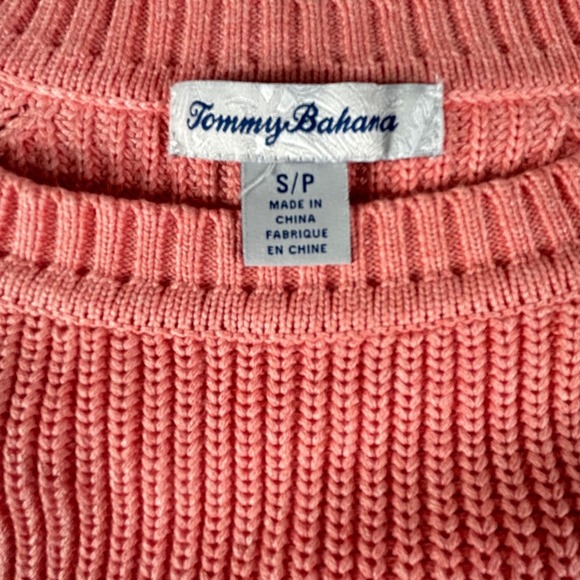 Tommy Bahama
S/P
MADE IN
CHINA
FABRIQUE
EN CHINE